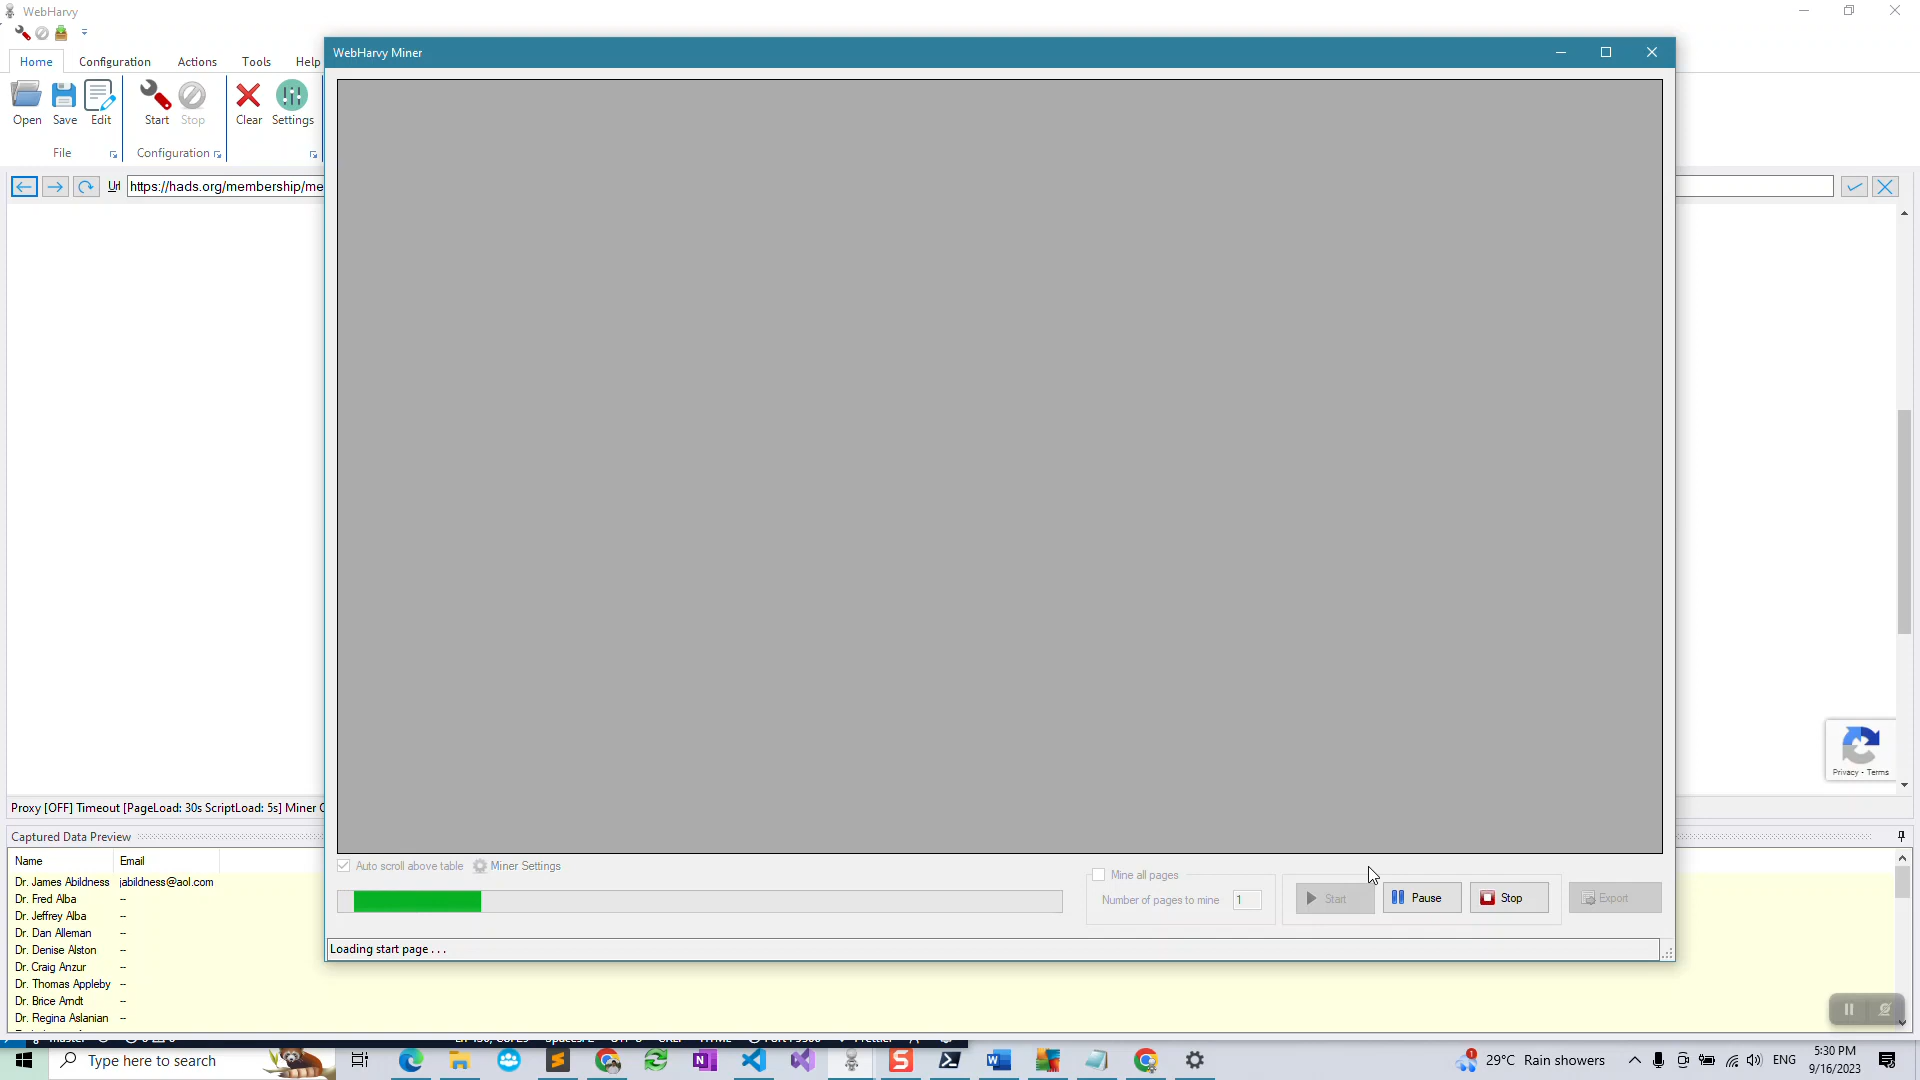 WebHarvy
Home Configuration Actions Tools Help
Open Save Edit Start Stop Clear Settings
File Configuration
Url https://hads.org/membership/me
WebHarvy Miner
Auto scroll above table Miner Settings
Mine all pages
Number of pages to mine 1
Start Pause Stop Export
Loading start page . . .
Privacy - Terms
Proxy [OFF] Timeout [PageLoad: 30s ScriptLoad: 5s] Miner
Captured Data Preview
Name Email
Dr. James Abildness jabildness@aol.com
Dr. Fred Alba --
Dr. Jeffrey Alba --
Dr. Dan Alleman --
Dr. Denise Alston --
Dr. Craig Anzur --
Dr. Thomas Appleby --
Dr. Brice Arndt --
Dr. Regina Aslanian --
Type here to search
29°C Rain showers
ENG
5:30 PM
9/16/2023